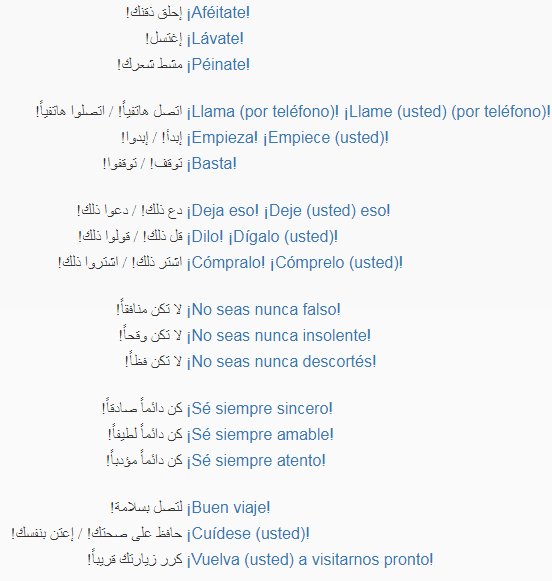 إحلق ذقنك! ¡Aféitate!
إغتسل! ¡Lávate!
مشط شعرك! ¡Péinate!
اتصل هاتفياً! / اتصلوا هاتفياً! ¡Llama (por teléfono)! ¡Llame (usted) (por teléfono)!
إبدأ! / إبدوا! ¡Empieza! ¡Empiece (usted)!
توقف! / توقفوا! ¡Basta!
دع ذلك! / دعوا ذلك! ¡Deja eso! ¡Deje (usted) eso!
قل ذلك! / قولوا ذلك! ¡Dilo! ¡Dígalo (usted)!
اشتر ذلك! / اشتروا ذلك! ¡Cómpralo! ¡Cómprelo (usted)!
لا تكن منافقاً! ¡No seas nunca falso!
لا تكن وقحاً! ¡No seas nunca insolente!
لا تكن فظاً! ¡No seas nunca descortés!
كن دائماً صادقاً! ¡Sé siempre sincero!
كن دائماً لطيفاً! ¡Sé siempre amable!
كن دائماً مؤدباً! ¡Sé siempre atento!
لتصل بسلامة! ¡Buen viaje!
حافظ على صحتك! / إعتن بنفسك! ¡Cuídese (usted)!
كرر زيارتك قريباً! ¡Vuelva (usted) a visitarnos pronto!